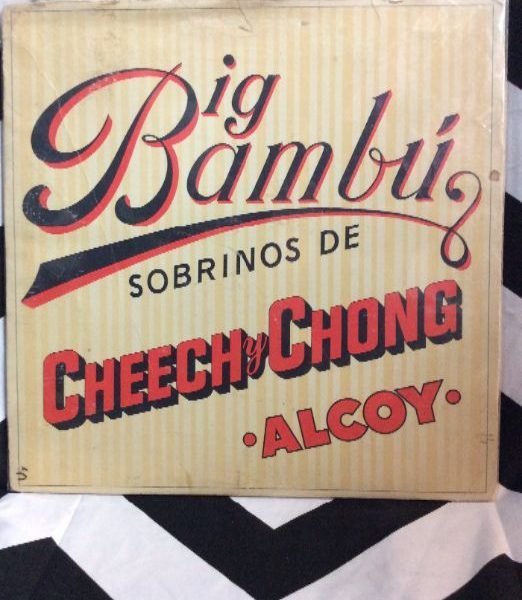 Big
Bambú
SOBRINOS DE
CHEECH y CHONG
·ALCOY·